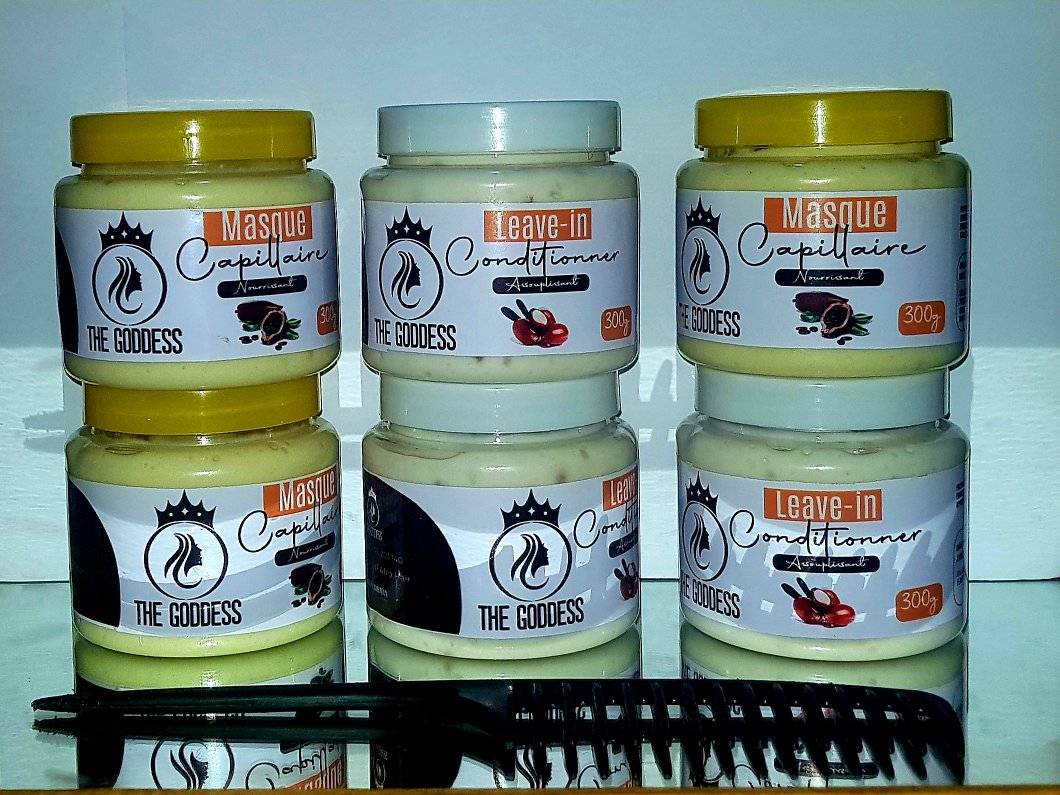 Masque
Capillaire
Nourrissant
300g
THE GODDESS
Leave-in
Conditionner
Assouplissant
300g
THE GODDESS
Masque
Capillaire
Nourrissant
300g
THE GODDESS
Masque
Capillaire
Nourrissant
THE GODDESS
Leave
THE GODDESS
Leave-in
Conditionner
Assouplissant
300g
THE GODDESS